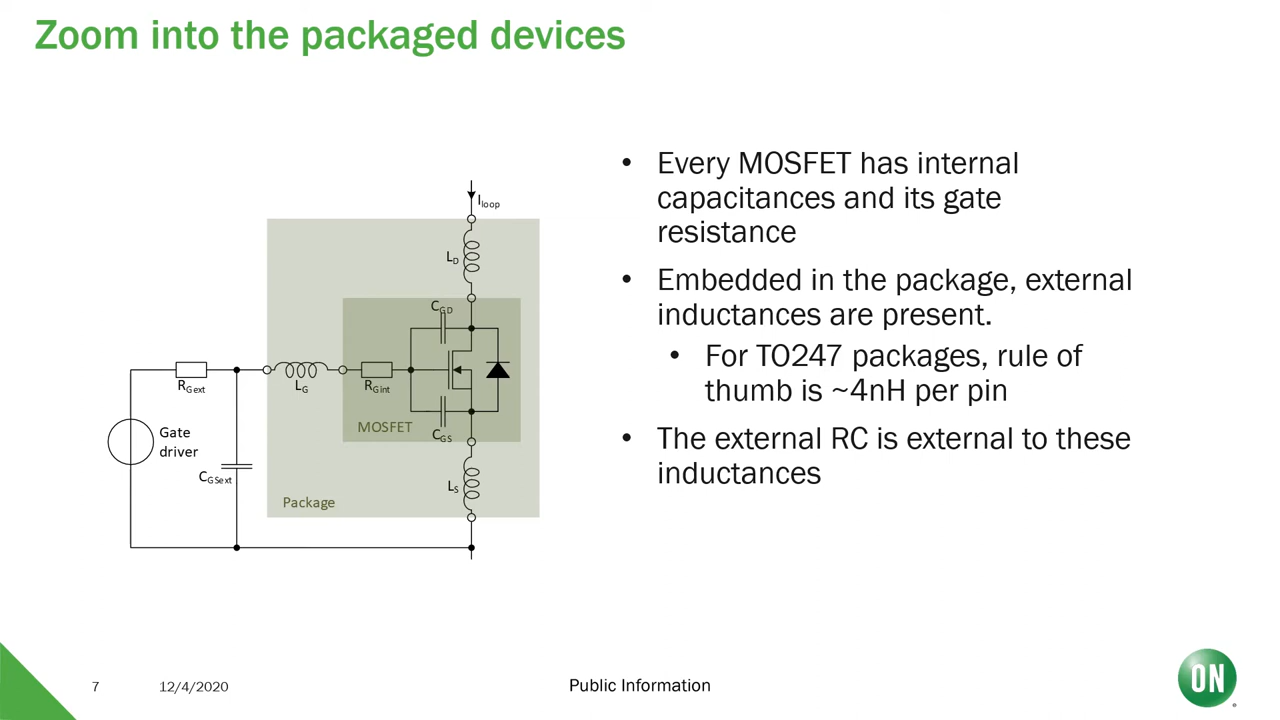 Zoom into the packaged devices
• Every MOSFET has internal
capacitances and its gate
resistance
• Embedded in the package, external
inductances are present.
• For TO247 packages, rule of
thumb is ~4nH per pin
• The external RC is external to these
inductances
Iloop
LD
CGD
RGext
LG
RGint
Gate
driver
MOSFET
CGS
CGSext
LS
Package
7
12/4/2020
Public Information
ON